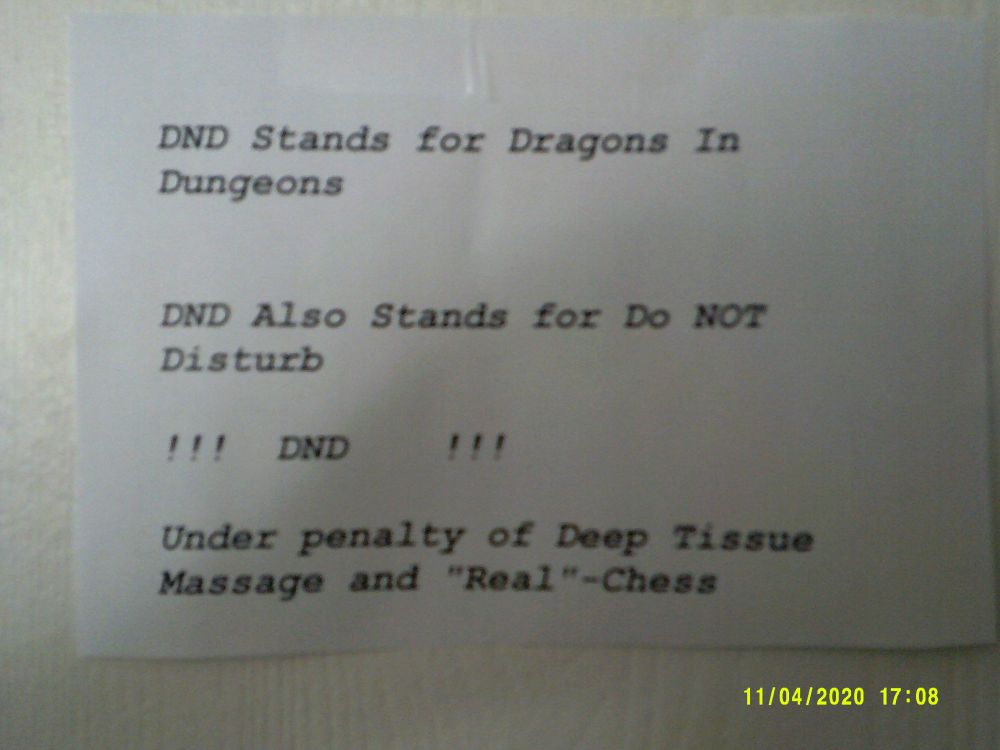 DND Stands for Dragons In
Dungeons
DND Also Stands for Do NOT
Disturb
!!! DND !!!
Under penalty of Deep Tissue
Massage and "Real"-Chess
11/04/2020 17:08